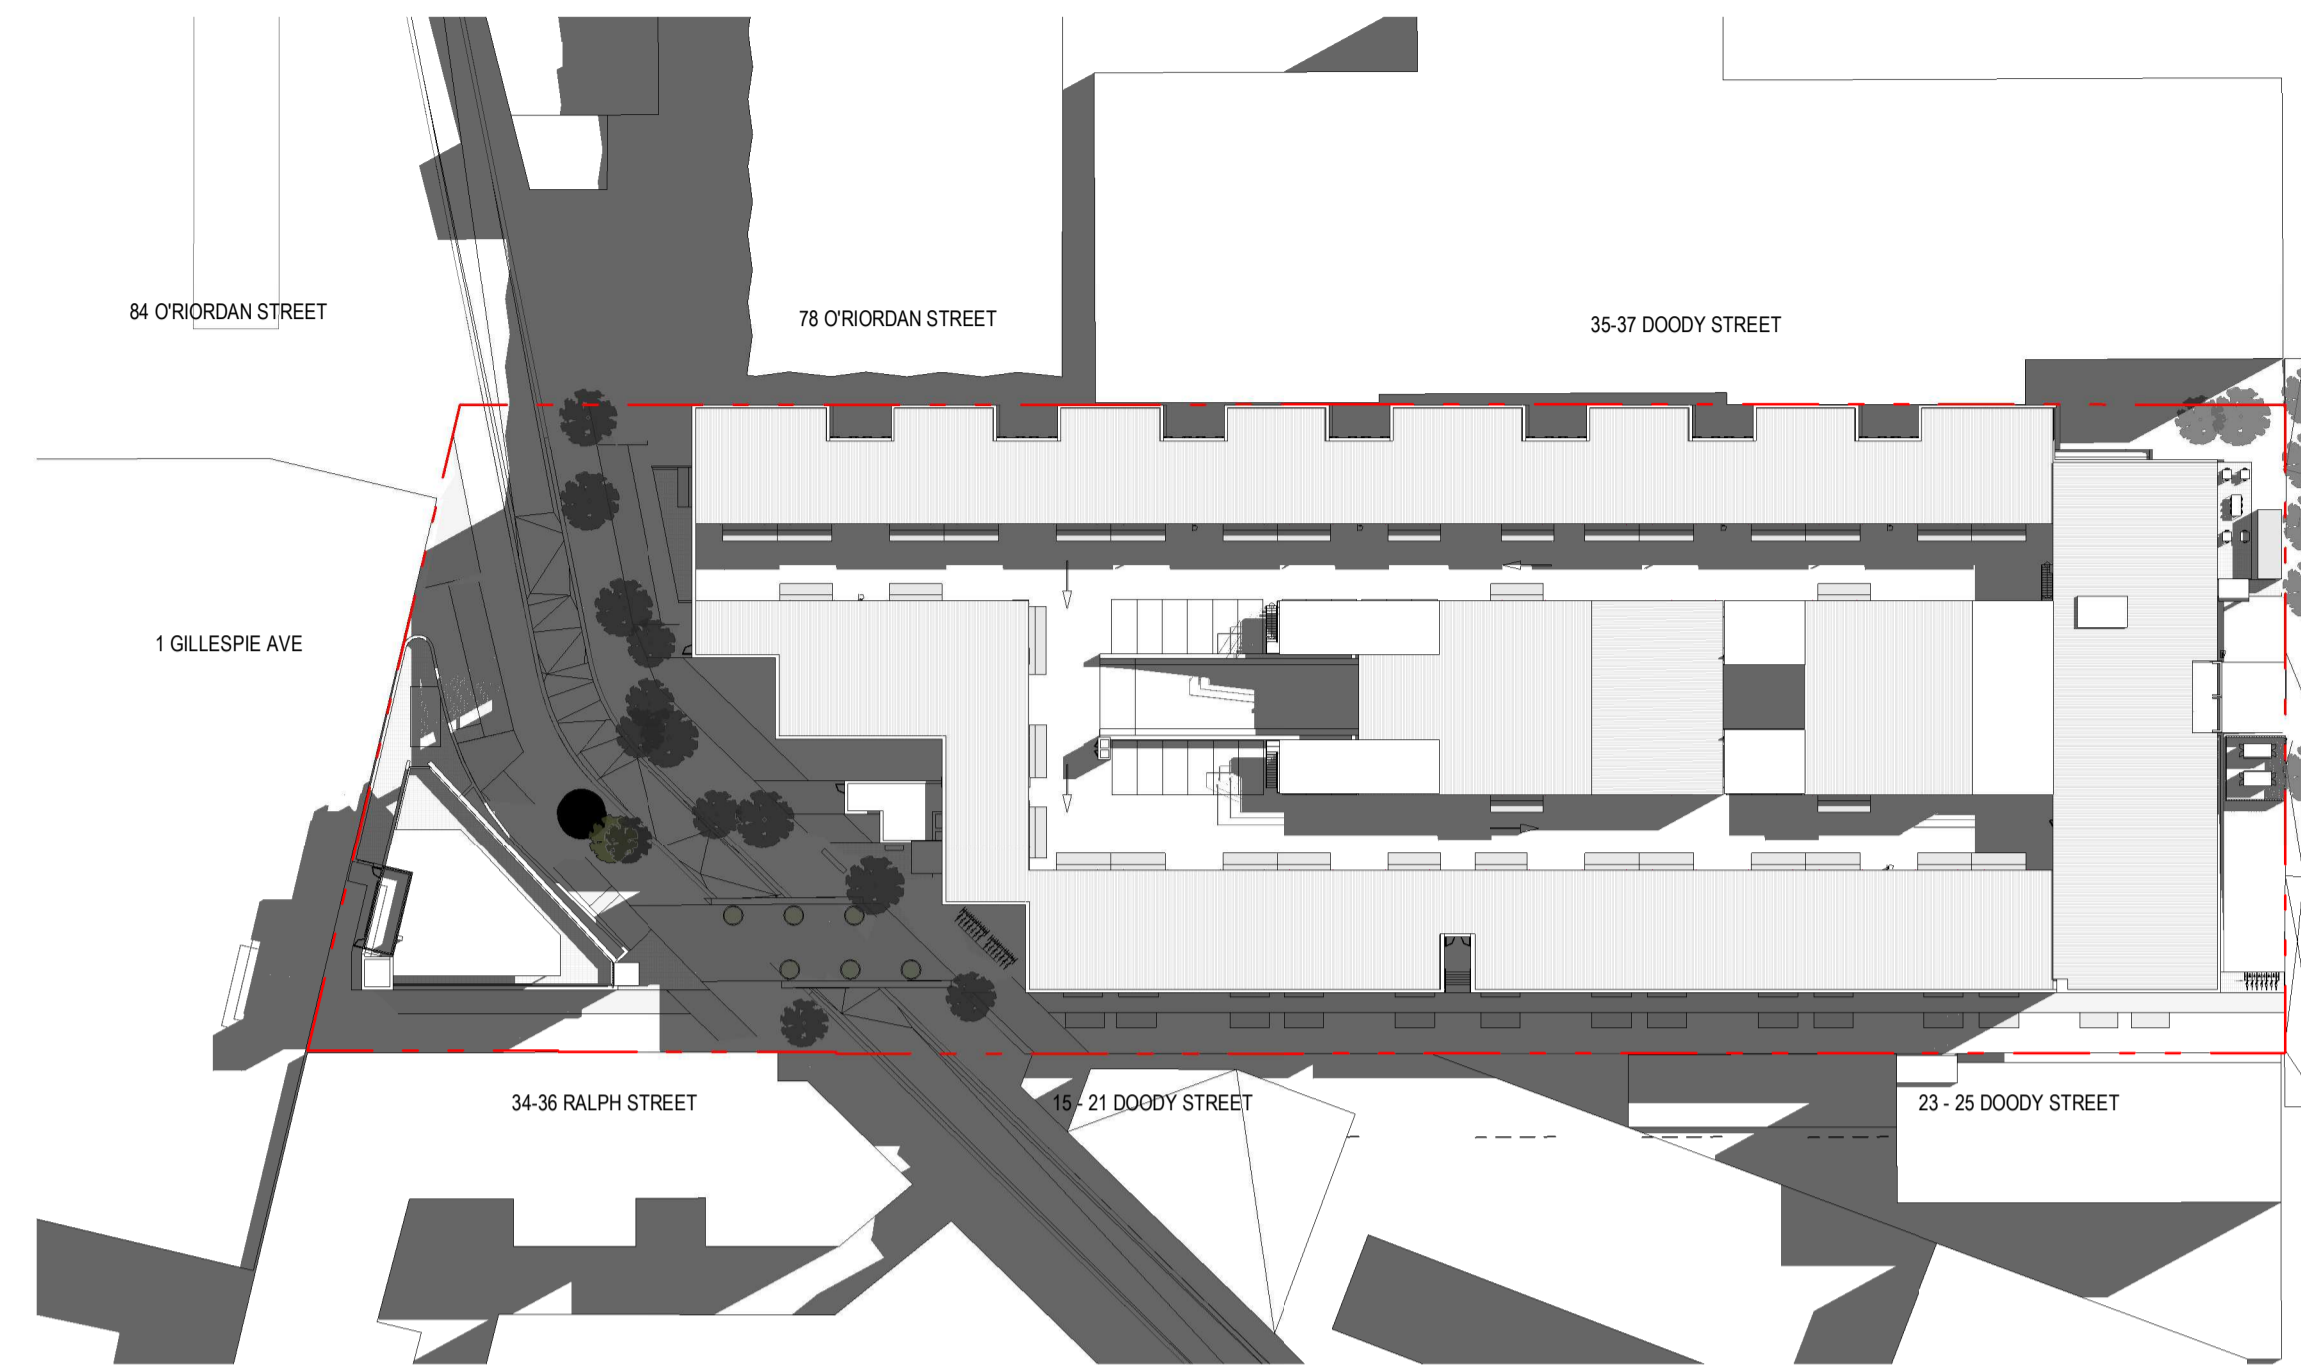 84 O'RIORDAN STREET
78 O'RIORDAN STREET
35-37 DOODY STREET
1 GILLESPIE AVE
34-36 RALPH STREET
15 - 21 DOODY STREET
23 - 25 DOODY STREET